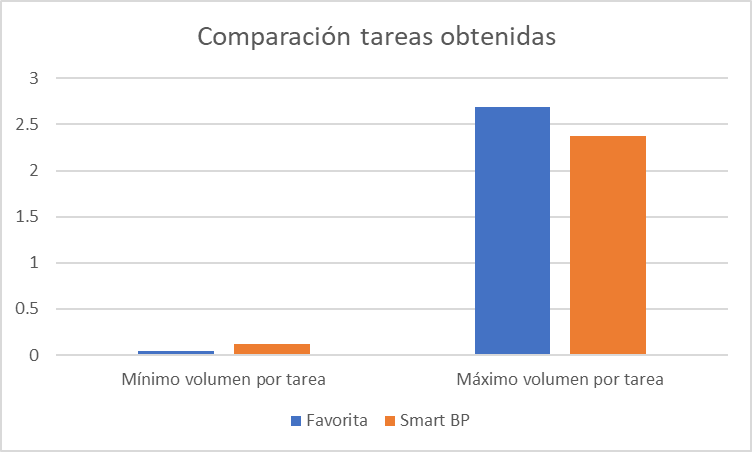 Comparación tareas obtenidas
3
2.5
2
1.5
1
0.5
0
Mínimo volumen por tarea
Máximo volumen por tarea
Favorita
Smart BP